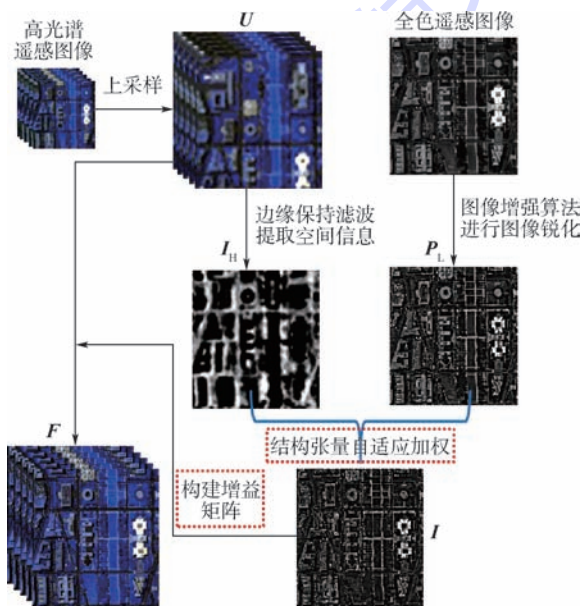 高光谱
遥感图像
U
全色遥感图像
上采样
边缘保持滤波
提取空间信息
I_H
图像增强算法
进行图像锐化
P_L
结构张量自适应加权
F
构建增益
矩阵
I